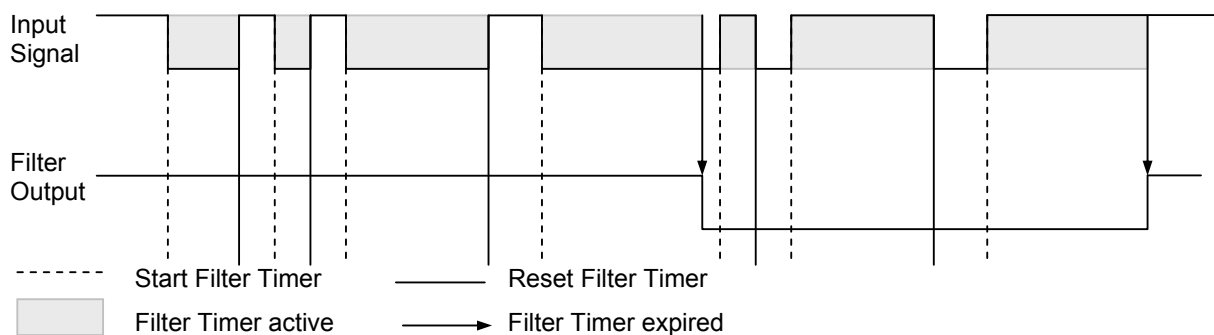 Input
Signal
Filter
Output
Start Filter Timer
Reset Filter Timer
Filter Timer active
Filter Timer expired